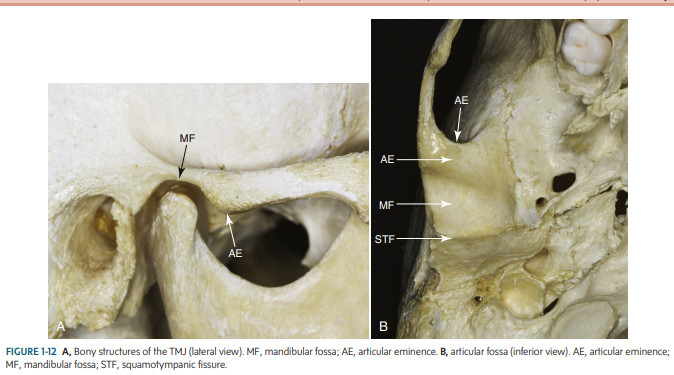 MF
AE
A
AE
AE
MF
STF
B
FIGURE 1-12 A, Bony structures of the TMJ (lateral view). MF, mandibular fossa; AE, articular eminence. B, articular fossa (inferior view). AE, articular eminence;
MF, mandibular fossa; STF, squamotympanic fissure.